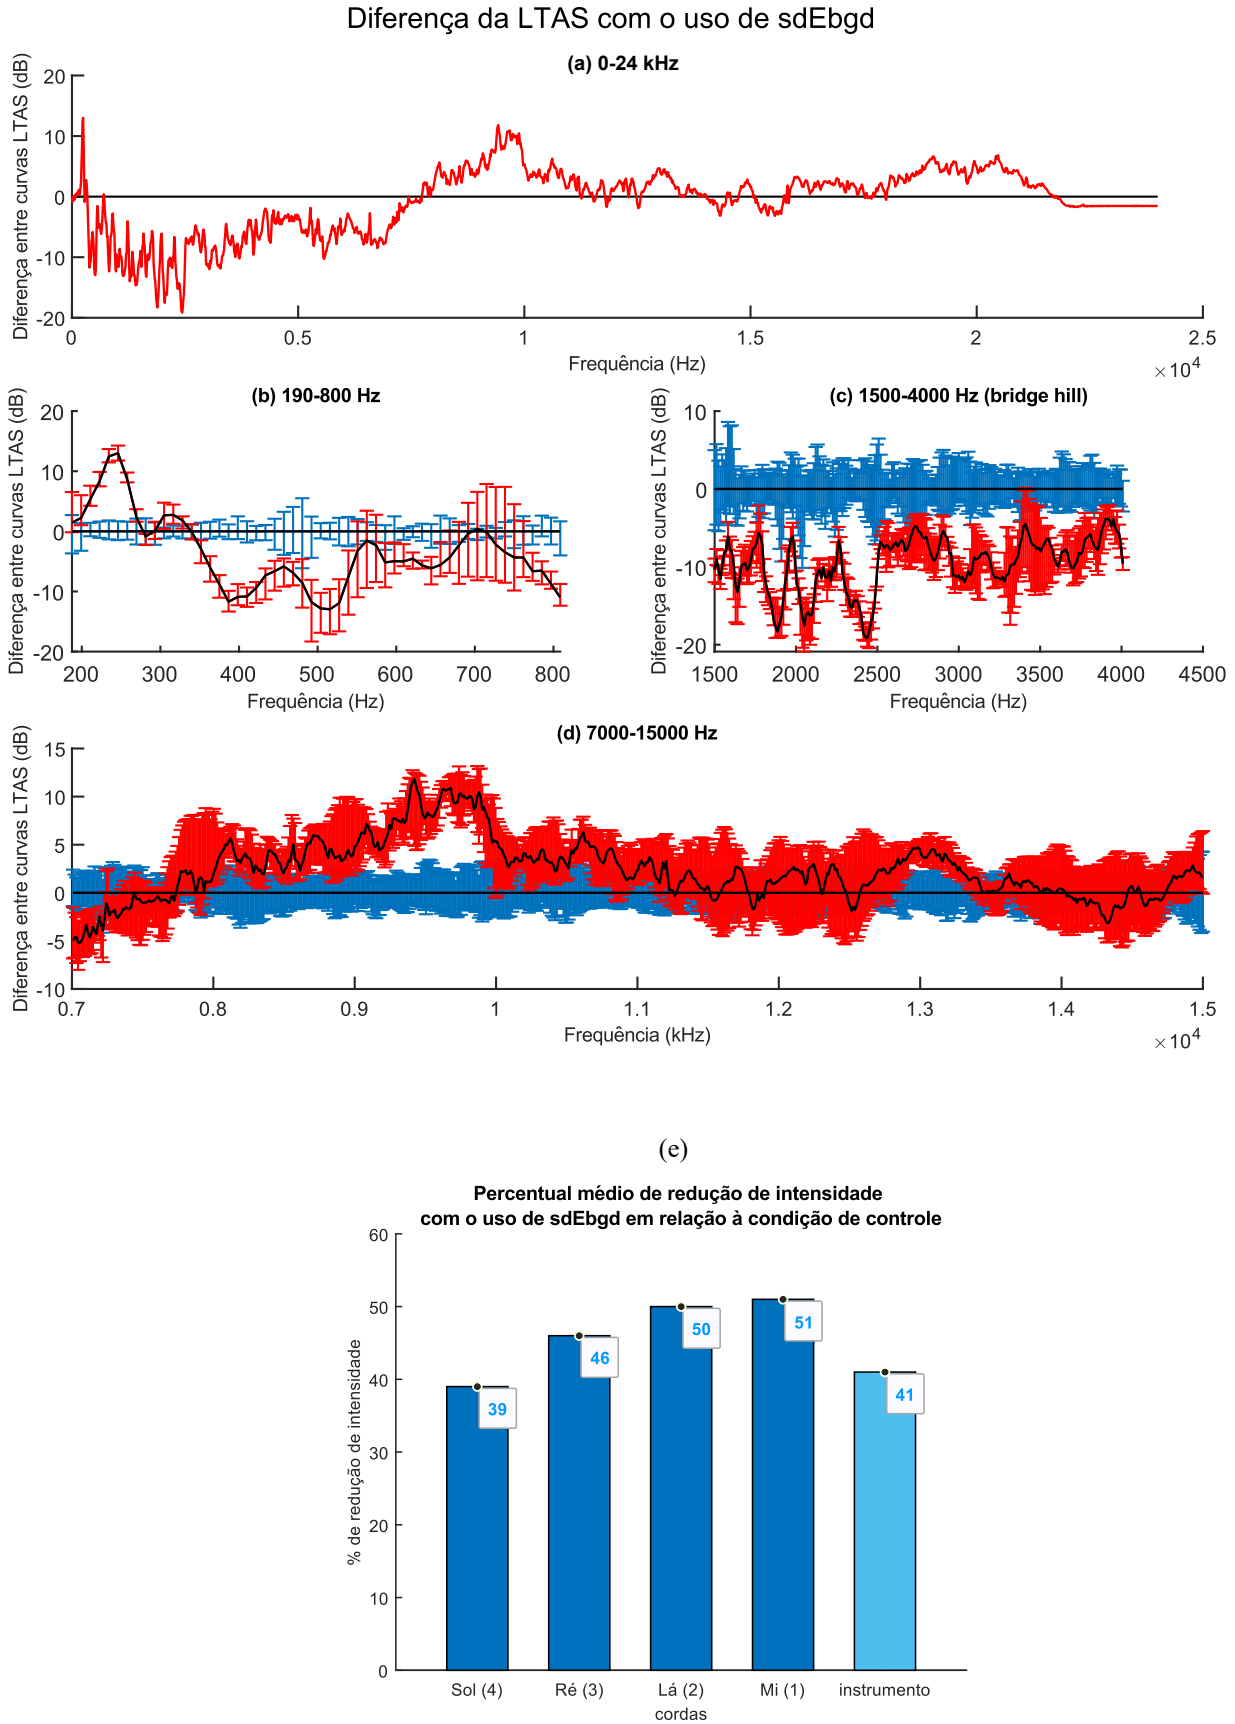 Diferença da LTAS com o uso de sdEbgd
(a) 0-24 kHz
Diferença entre curvas LTAS (dB)
20
10
0
-10
-20
0
0.5
1
1.5
2
2.5
Frequência (Hz)
×10⁴
(b) 190-800 Hz
Diferença entre curvas LTAS (dB)
20
10
0
-10
-20
200
300
400
500
600
700
800
Frequência (Hz)
(c) 1500-4000 Hz (bridge hill)
Diferença entre curvas LTAS (dB)
10
0
-10
-20
1500
2000
2500
3000
3500
4000
4500
Frequência (Hz)
(d) 7000-15000 Hz
Diferença entre curvas LTAS (dB)
15
10
5
0
-5
-10
0.7
0.8
0.9
1
1.1
1.2
1.3
1.4
1.5
Frequência (kHz)
×10⁴
(e)
Percentual médio de redução de intensidade
com o uso de sdEbgd em relação à condição de controle
% de redução de intensidade
60
50
40
30
20
10
0
39
46
50
51
41
Sol (4)
Ré (3)
Lá (2)
Mi (1)
instrumento
cordas